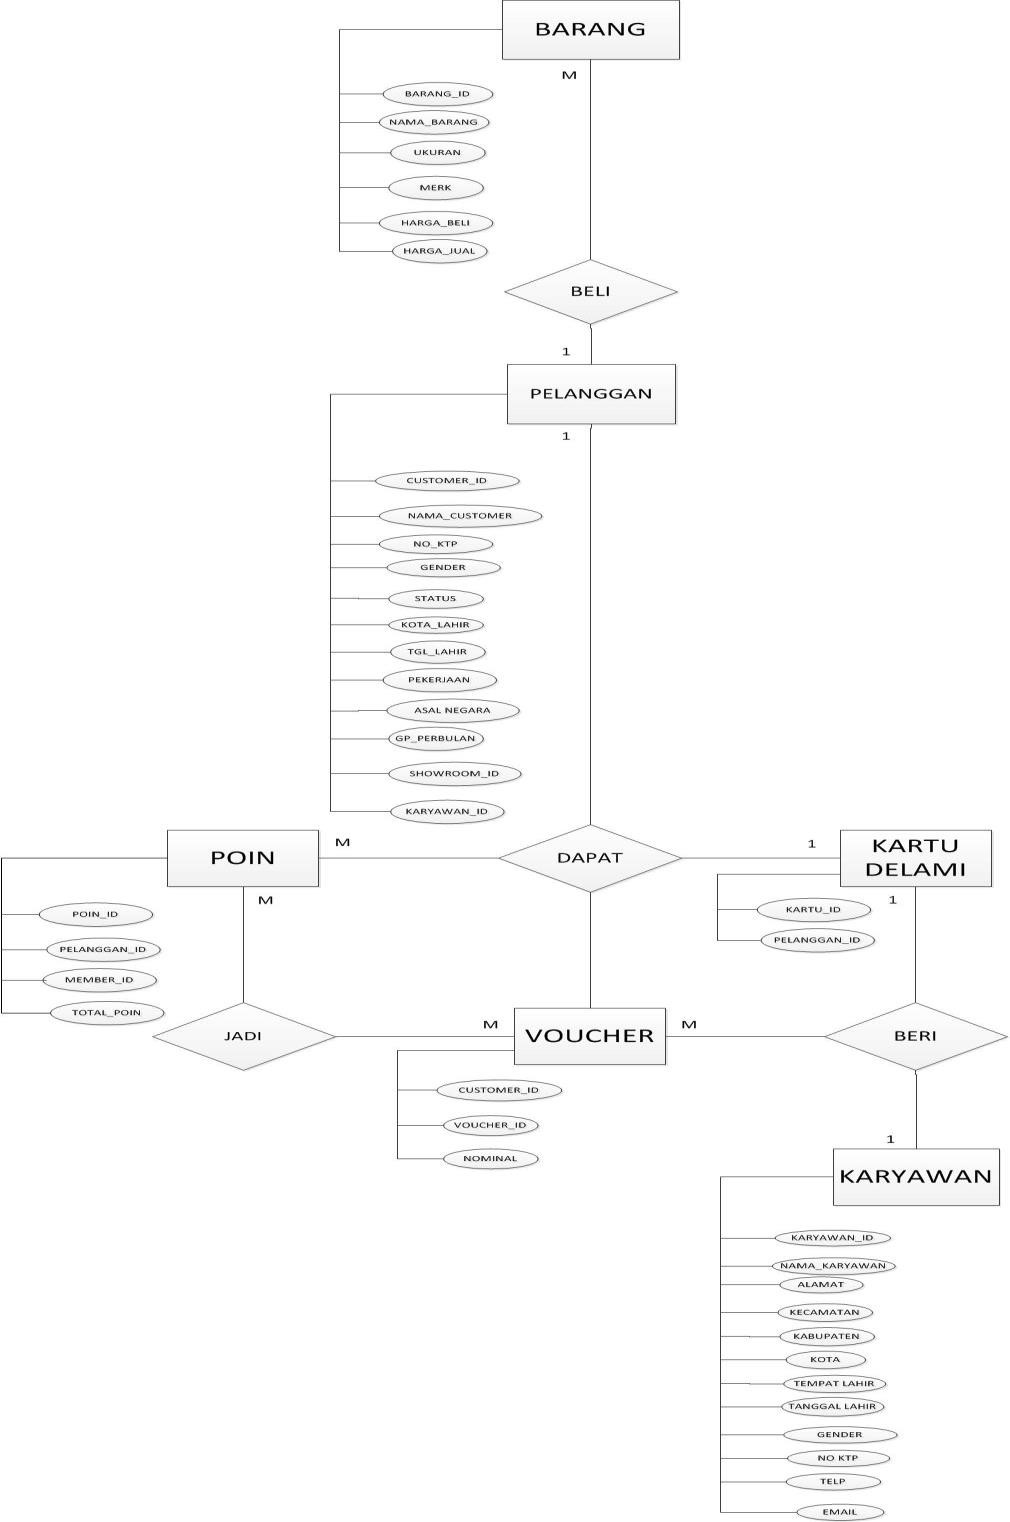 BARANG
M
BARANG_ID
NAMA_BARANG
UKURAN
MERK
HARGA_BELI
HARGA_JUAL
BELI
1
PELANGGAN
1
CUSTOMER_ID
NAMA_CUSTOMER
NO_KTP
GENDER
STATUS
KOTA_LAHIR
TGL_LAHIR
PEKERJAAN
ASAL NEGARA
GP_PERBULAN
SHOWROOM_ID
KARYAWAN_ID
POIN
M
DAPAT
1
KARTU
DELAMI
M
1
POIN_ID
PELANGGAN_ID
MEMBER_ID
TOTAL_POIN
KARTU_ID
PELANGGAN_ID
JADI
M
VOUCHER
M
BERI
CUSTOMER_ID
VOUCHER_ID
NOMINAL
1
KARYAWAN
KARYAWAN_ID
NAMA_KARYAWAN
ALAMAT
KECAMATAN
KABUPATEN
KOTA
TEMPAT LAHIR
TANGGAL LAHIR
GENDER
NO KTP
TELP
EMAIL